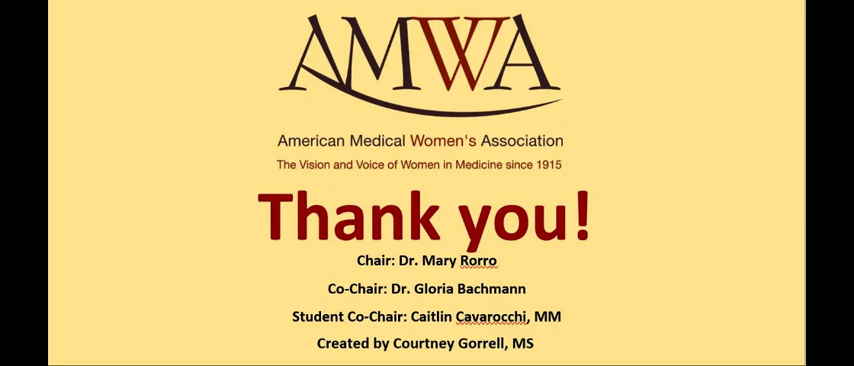 AMWA
American Medical Women's Association
The Vision and Voice of Women in Medicine since 1915
Thank you!
Chair: Dr. Mary Rorro
Co-Chair: Dr. Gloria Bachmann
Student Co-Chair: Caitlin Cavarocchi, MM
Created by Courtney Gorrell, MS